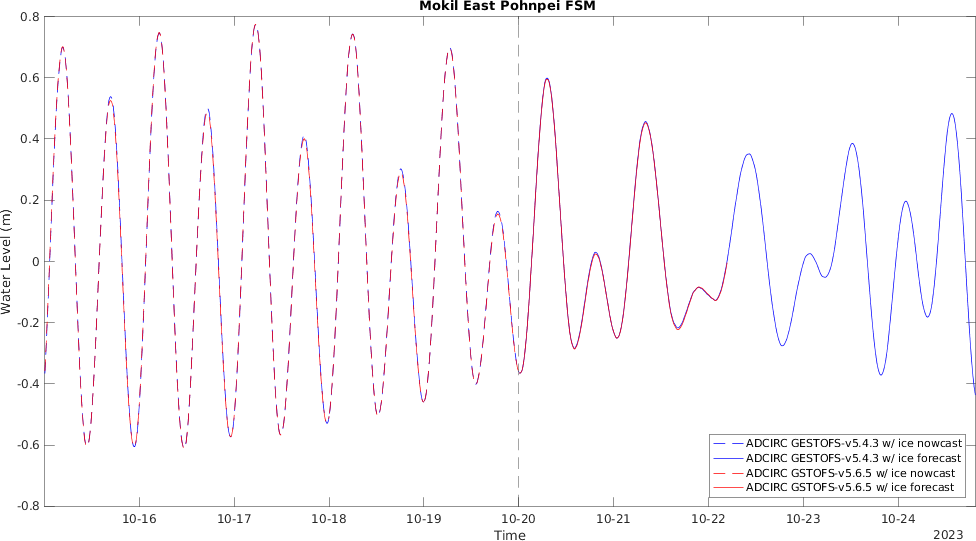 Mokil East Pohnpei FSM
Water Level (m)
0.8
0.6
0.4
0.2
0
-0.2
-0.4
-0.6
-0.8
ADCIRC GESTOFS-v5.4.3 w/ ice nowcast
ADCIRC GESTOFS-v5.4.3 w/ ice forecast
ADCIRC GSTOFS-v5.6.5 w/ ice nowcast
ADCIRC GSTOFS-v5.6.5 w/ ice forecast
10-16 10-17 10-18 10-19 10-20 10-21 10-22 10-23 10-24
Time
2023